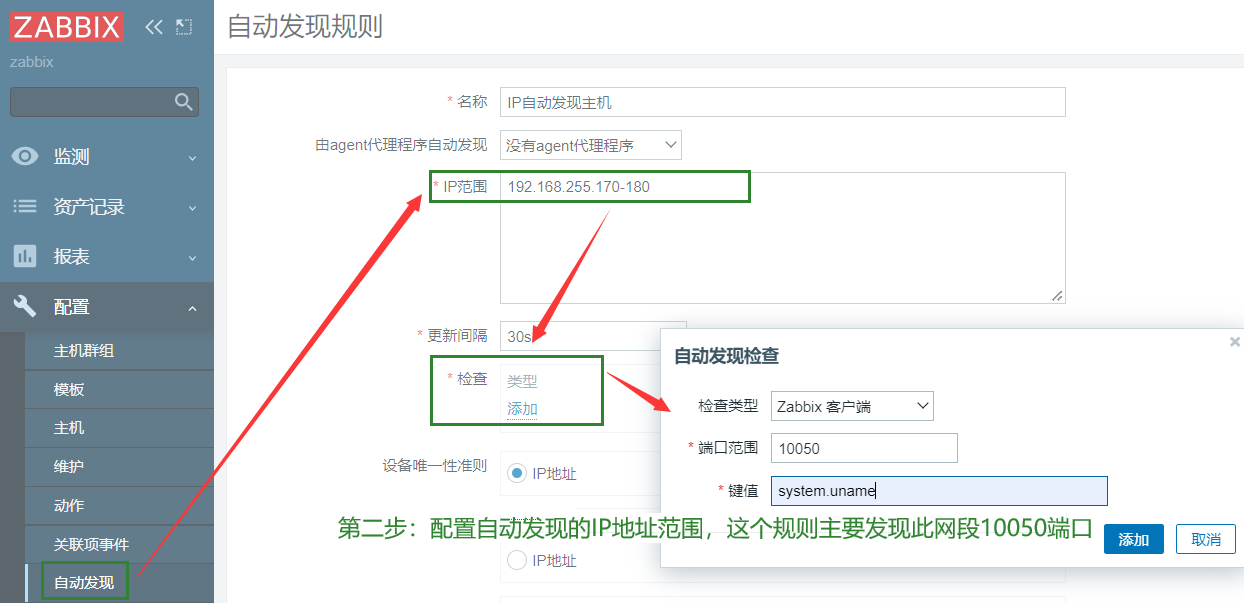 ZABBIX
zabbix
监测
资产记录
报表
配置
主机群组
模板
主机
维护
动作
关联项事件
自动发现
自动发现规则
* 名称 IP自动发现主机
由agent代理程序自动发现 没有agent代理程序
* IP范围 192.168.255.170-180
* 更新间隔 30s
* 检查 类型
添加
设备唯一性准则 IP地址
IP地址
自动发现检查
检查类型 Zabbix 客户端
* 端口范围 10050
* 键值 system.uname
第二步：配置自动发现的IP地址范围，这个规则主要发现此网段10050端口
添加 取消